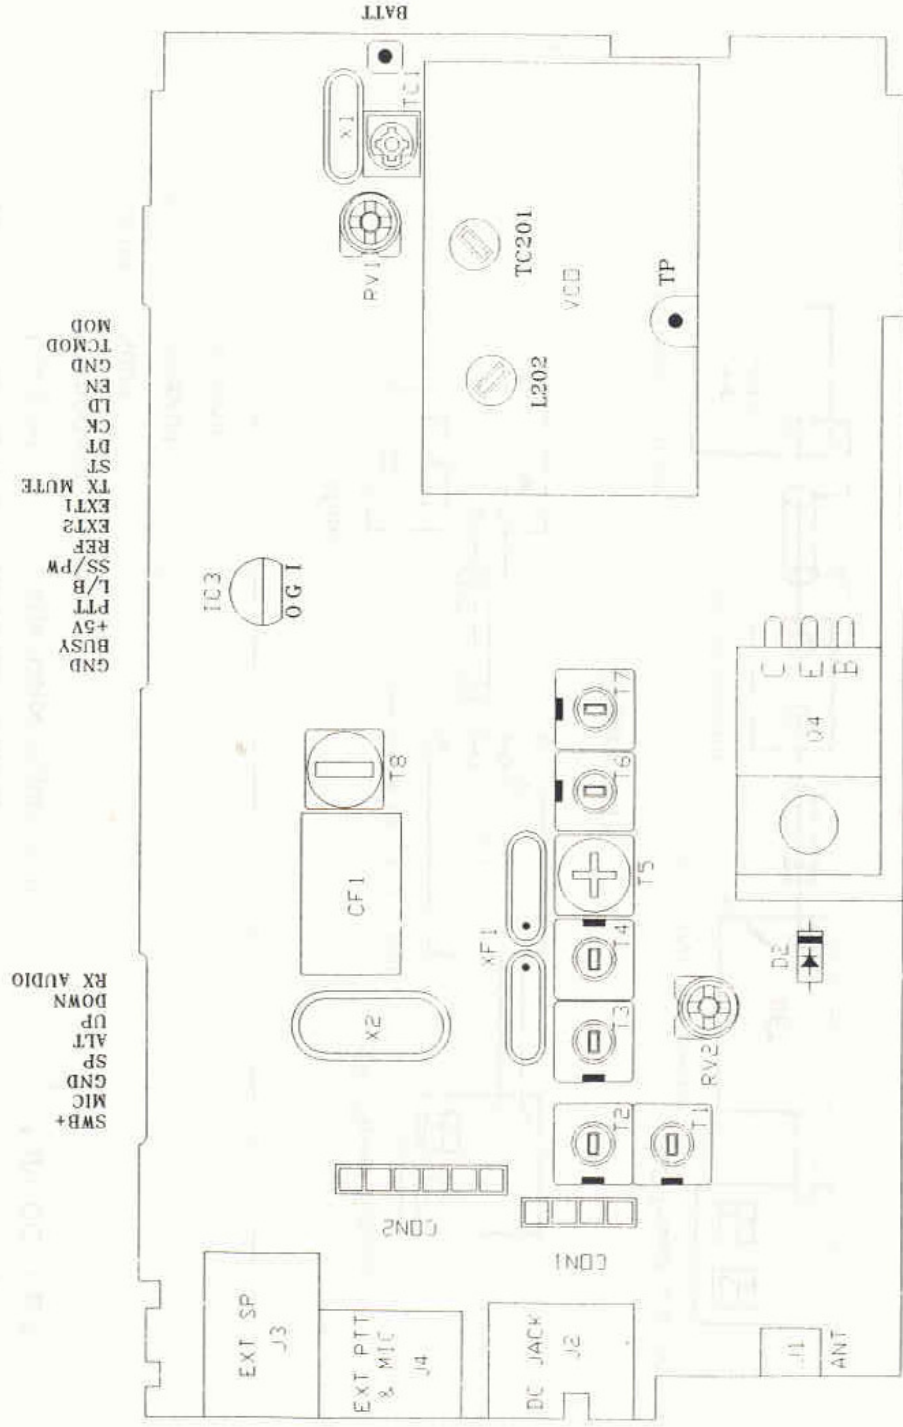 BATT
TC1
X1
RV1
TC201
VCO
TP
L202
MOD
TCMOD
GND
EN
LD
CK
DT
ST
TX MUTE
EXT1
EXT2
REF
SS/PW
L/B
PTT
+5V
BUSY
GND
IC3
O G I
T7
T6
T5
T4
T3
T2
T1
T8
CF1
XF1
X2
C
E
B
Q4
D2
RV2
RX AUDIO
DOWN
UP
ALT
SP
GND
MIC
SWB+
CON2
CON1
EXT SP
J3
EXT PTT
& MIC
J4
DC JACK
J2
J1
ANT